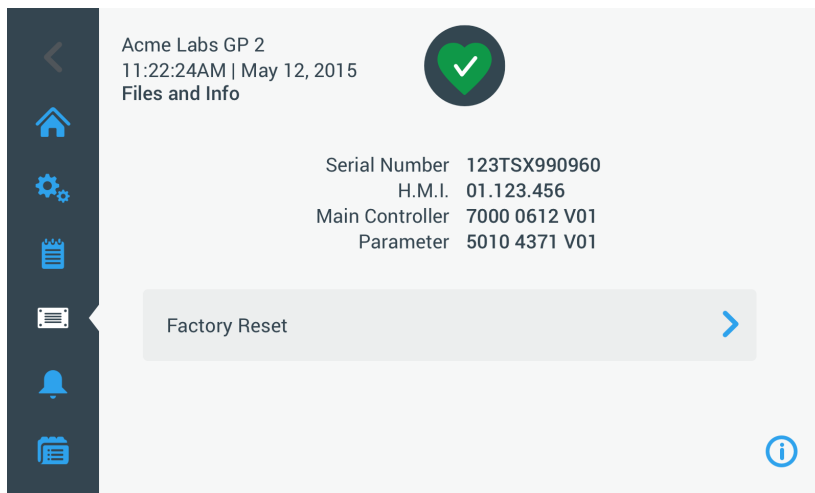 Acme Labs GP 2
11:22:24AM | May 12, 2015
Files and Info
Serial Number 123TSX990960
H.M.I. 01.123.456
Main Controller 7000 0612 V01
Parameter 5010 4371 V01
Factory Reset